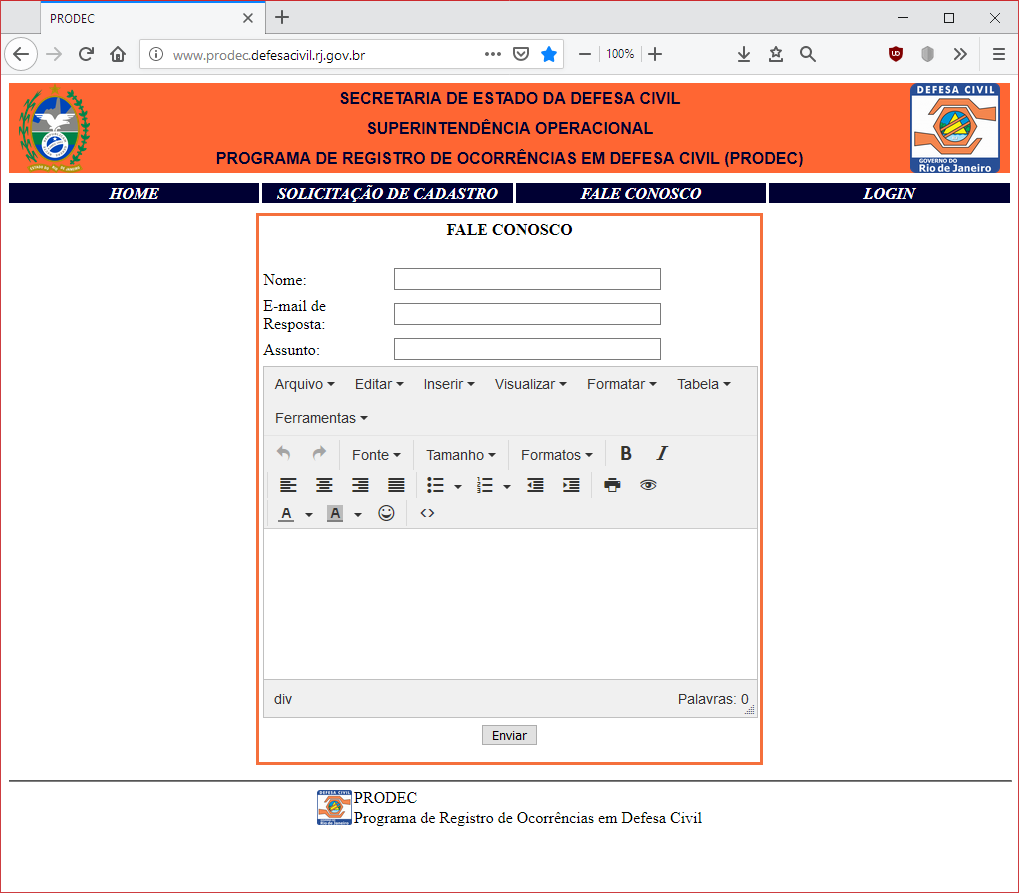 PRODEC
www.prodec.defesacivil.rj.gov.br
100%
SECRETARIA DE ESTADO DA DEFESA CIVIL
SUPERINTENDÊNCIA OPERACIONAL
PROGRAMA DE REGISTRO DE OCORRÊNCIAS EM DEFESA CIVIL (PRODEC)
DEFESA CIVIL
GOVERNO DO
Rio de Janeiro
HOME
SOLICITAÇÃO DE CADASTRO
FALE CONOSCO
LOGIN
FALE CONOSCO
Nome:
E-mail de
Resposta:
Assunto:
Arquivo Editar Inserir Visualizar Formatar Tabela
Ferramentas
Fonte Tamanho Formatos B I
A A
div
Palavras: 0
Enviar
DEFESA CIVIL
PRODEC
Programa de Registro de Ocorrências em Defesa Civil